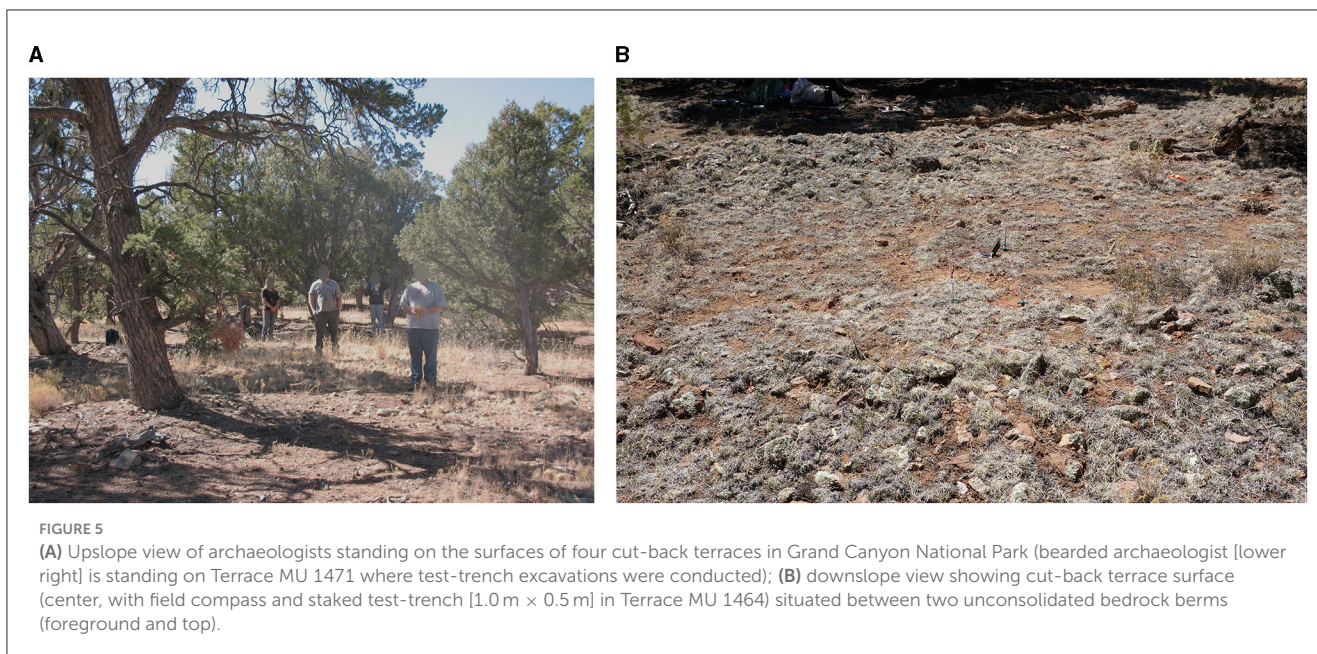 A
B
FIGURE 5
(A) Upslope view of archaeologists standing on the surfaces of four cut-back terraces in Grand Canyon National Park (bearded archaeologist [lower
right] is standing on Terrace MU 1471 where test-trench excavations were conducted); (B) downslope view showing cut-back terrace surface
(center, with field compass and staked test-trench [1.0 m × 0.5 m] in Terrace MU 1464) situated between two unconsolidated bedrock berms
(foreground and top).